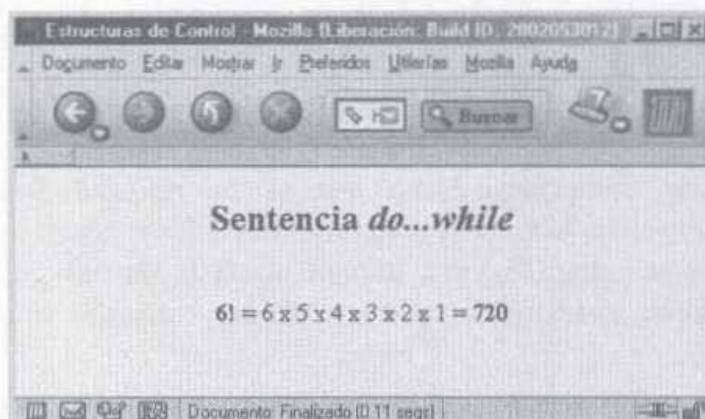 Estructuras de Control - Mozilla {Liberación: Build ID: 2002053012}
Documento Editar Mostrar Ir Preferidos Utilerías Mozilla Ayuda
Buscar
Sentencia do...while
6! = 6 x 5 x 4 x 3 x 2 x 1 = 720
Documento: Finalizado (0.11 segs)